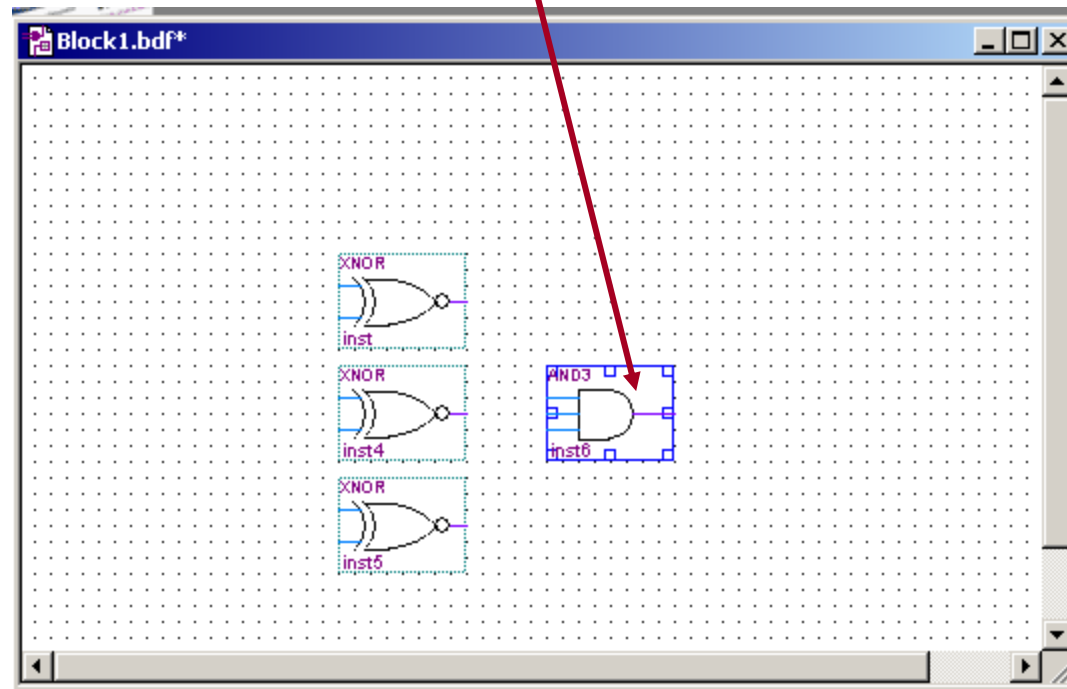 Block1.bdf*
XNOR
inst
XNOR
inst4
AND3
inst6
XNOR
inst5